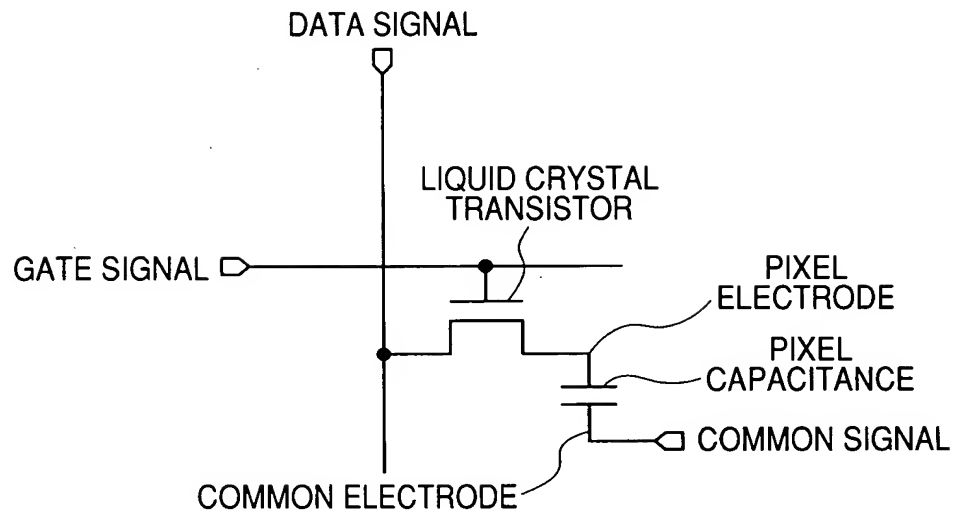 DATA SIGNAL
LIQUID CRYSTAL
TRANSISTOR
GATE SIGNAL
PIXEL
ELECTRODE
PIXEL
CAPACITANCE
COMMON SIGNAL
COMMON ELECTRODE